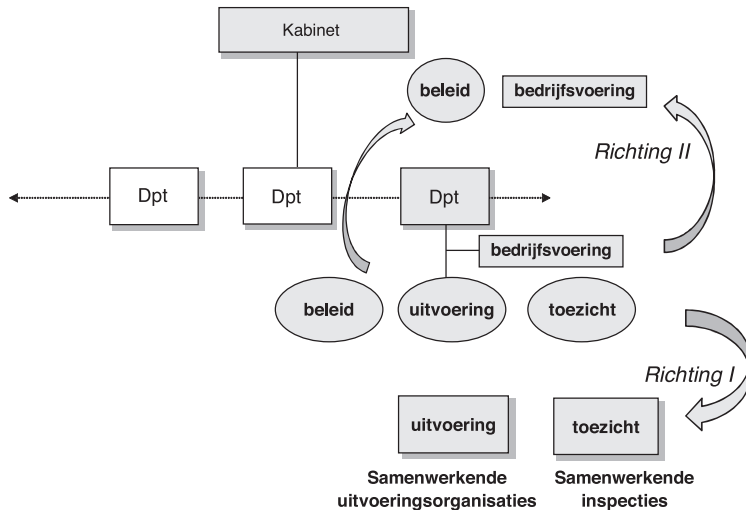 Kabinet
beleid
bedrijfsvoering
Richting II
Dpt
Dpt
Dpt
bedrijfsvoering
beleid
uitvoering
toezicht
Richting I
uitvoering
toezicht
Samenwerkende
uitvoeringsorganisaties
Samenwerkende
inspecties